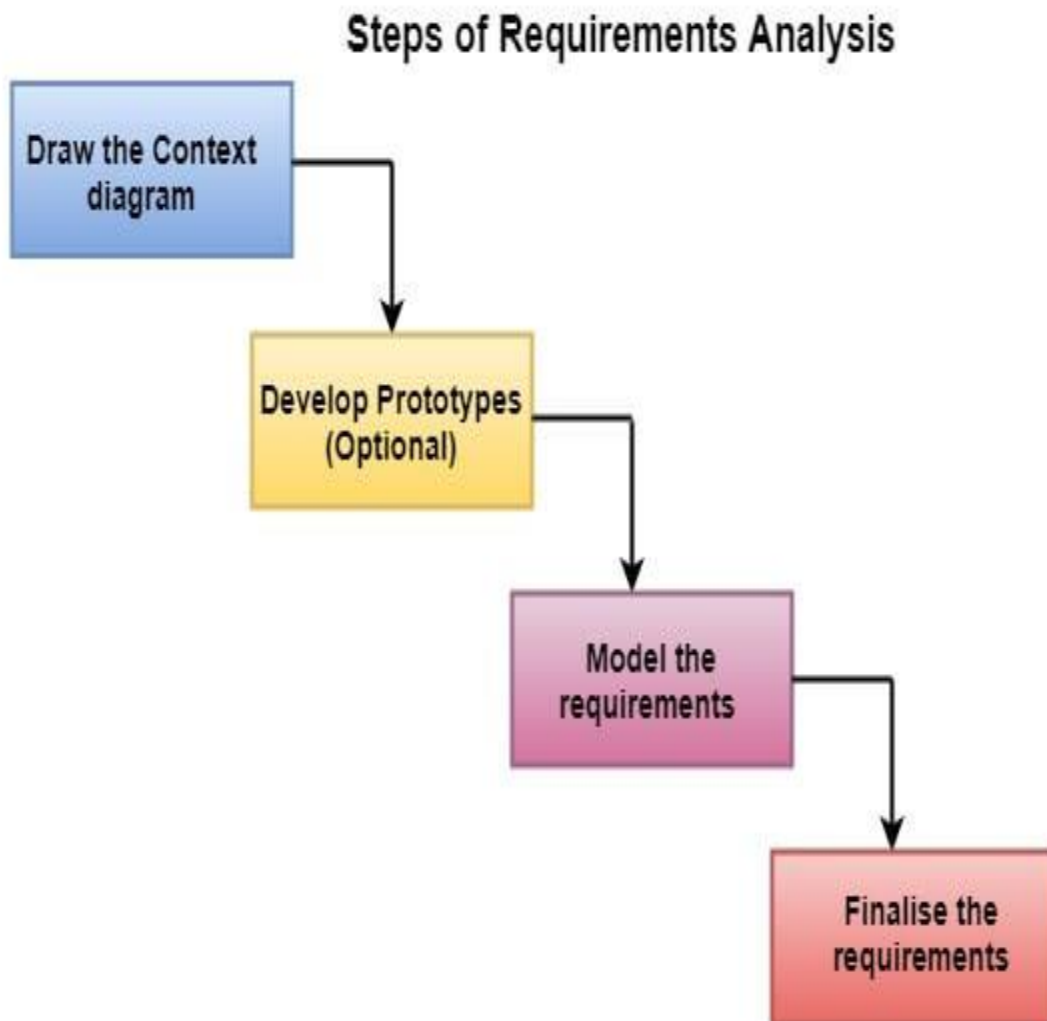 Steps of Requirements Analysis
Draw the Context
diagram
Develop Prototypes
(Optional)
Model the
requirements
Finalise the
requirements